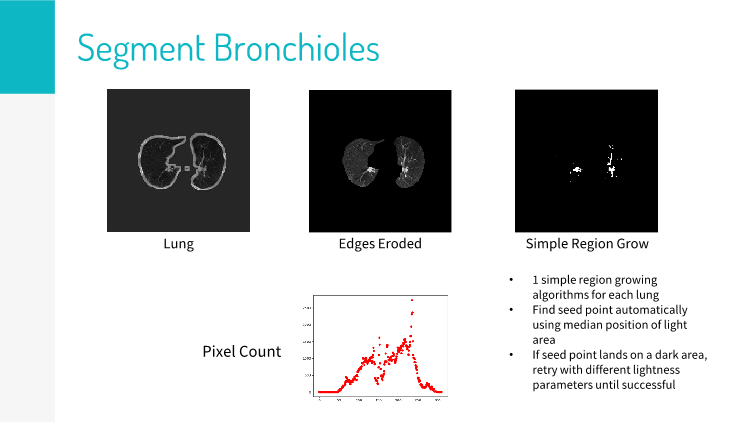 Segment Bronchioles
Lung
Edges Eroded
Simple Region Grow
Pixel Count
• 1 simple region growing
algorithms for each lung
• Find seed point automatically
using median position of light
area
• If seed point lands on a dark area,
retry with different lightness
parameters until successful